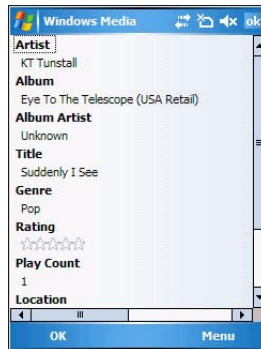 Windows Media ok
Artist
KT Tunstall
Album
Eye To The Telescope (USA Retail)
Album Artist
Unknown
Title
Suddenly I See
Genre
Pop
Rating
Play Count
1
Location
OK Menu